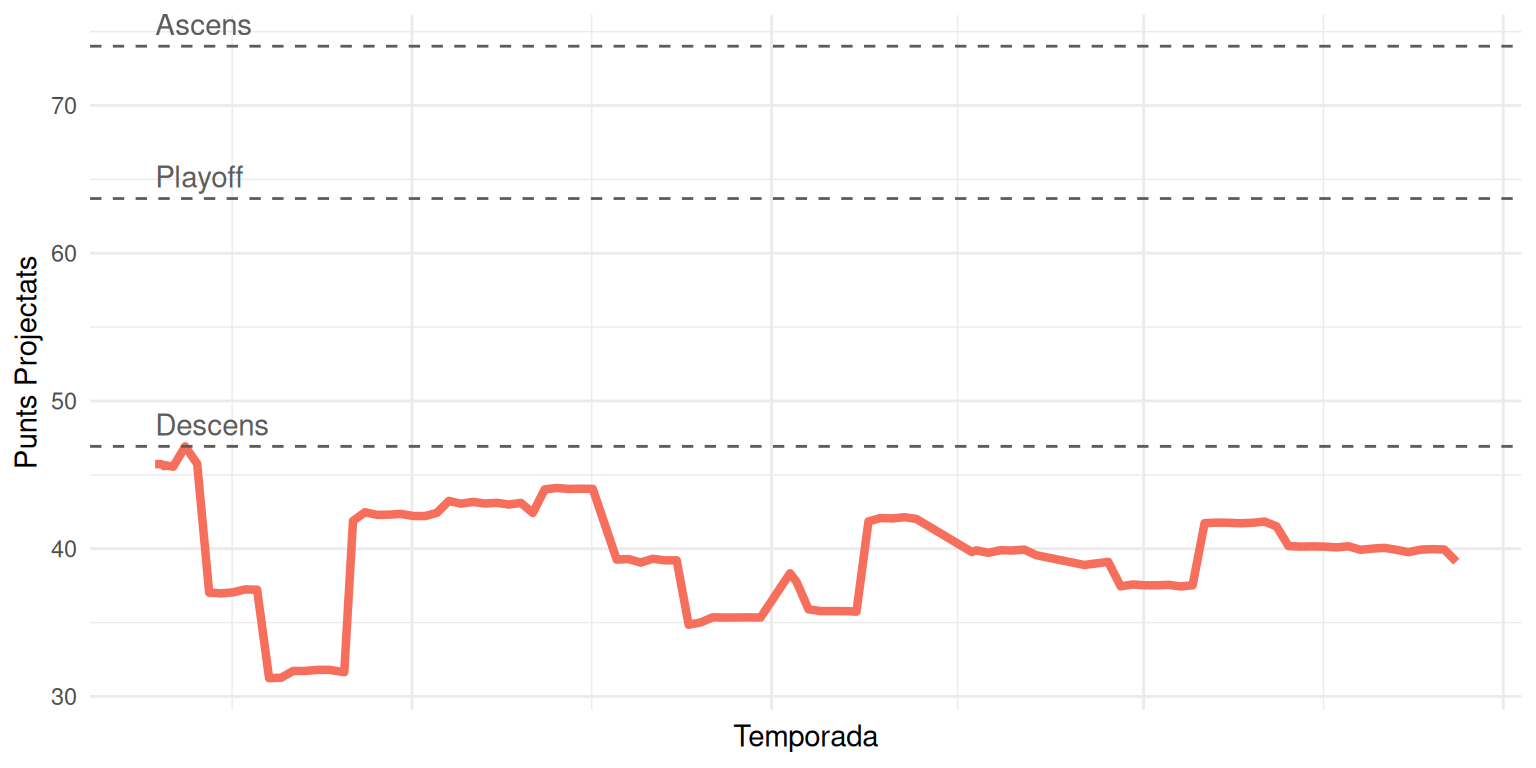 Ascens
70
Playoff
60
Punts Projectats
50
Descens
40
30
Temporada